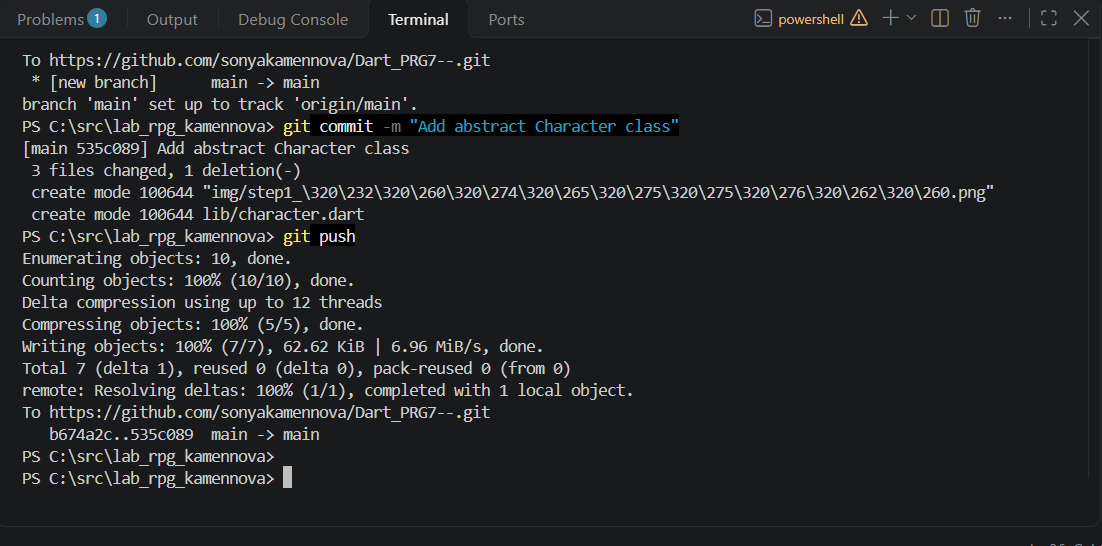 Problems 1 Output Debug Console Terminal Ports powershell
To https://github.com/sonyakamennova/Dart_PRG7--.git
* [new branch] main -> main
branch 'main' set up to track 'origin/main'.
PS C:\src\lab_rpg_kamennova> git commit -m "Add abstract Character class"
[main 535c089] Add abstract Character class
3 files changed, 1 deletion(-)
create mode 100644 "img/step1_\320\232\320\260\320\274\320\265\320\275\320\275\320\276\320\262\320\260.png"
create mode 100644 lib/character.dart
PS C:\src\lab_rpg_kamennova> git push
Enumerating objects: 10, done.
Counting objects: 100% (10/10), done.
Delta compression using up to 12 threads
Compressing objects: 100% (5/5), done.
Writing objects: 100% (7/7), 62.62 KiB | 6.96 MiB/s, done.
Total 7 (delta 1), reused 0 (delta 0), pack-reused 0 (from 0)
remote: Resolving deltas: 100% (1/1), completed with 1 local object.
To https://github.com/sonyakamennova/Dart_PRG7--.git
b674a2c..535c089 main -> main
PS C:\src\lab_rpg_kamennova>
PS C:\src\lab_rpg_kamennova>